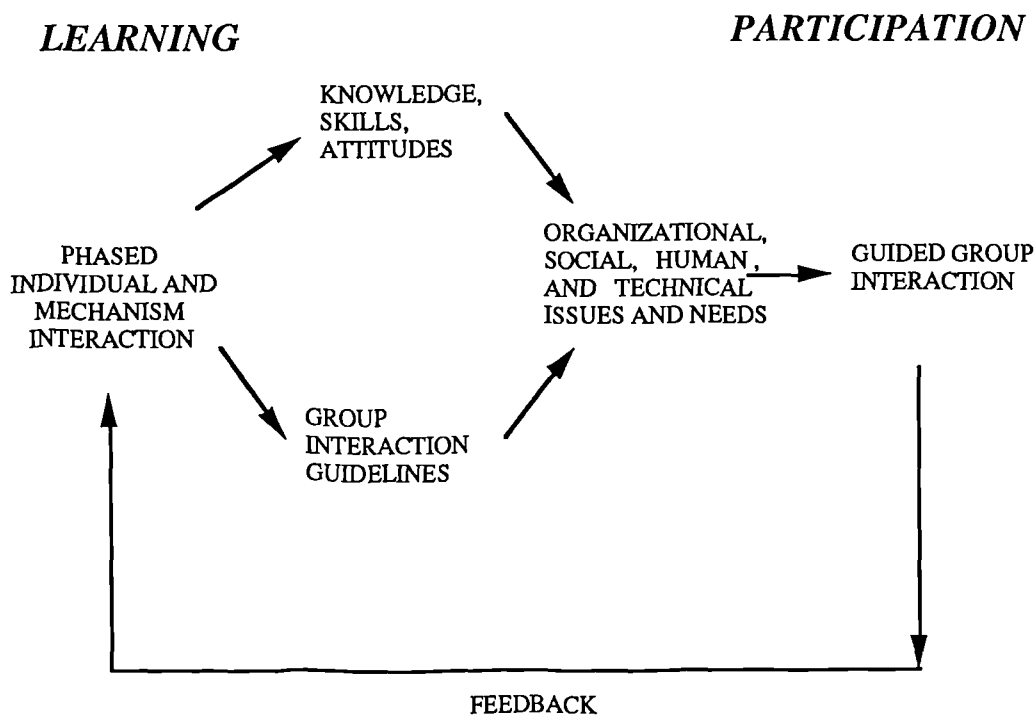 LEARNING
PARTICIPATION
KNOWLEDGE,
SKILLS,
ATTITUDES
PHASED
INDIVIDUAL AND
MECHANISM
INTERACTION
ORGANIZATIONAL,
SOCIAL, HUMAN ,
AND TECHNICAL
ISSUES AND NEEDS
GUIDED GROUP
INTERACTION
GROUP
INTERACTION
GUIDELINES
FEEDBACK